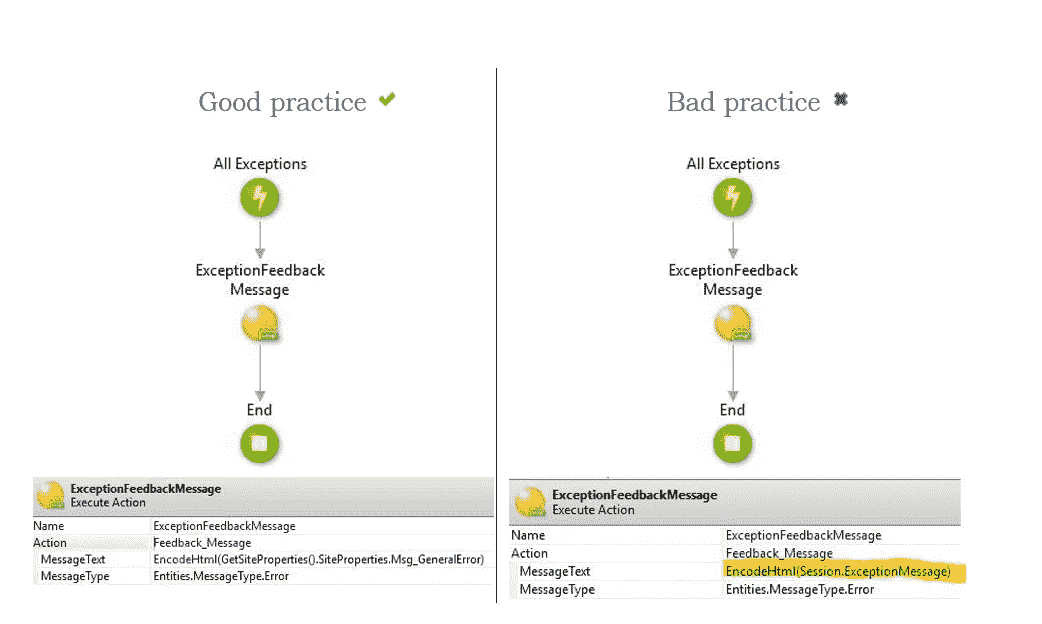 Good practice
All Exceptions
ExceptionFeedback
Message
End
ExceptionFeedbackMessage
Execute Action
Name ExceptionFeedbackMessage
Action Feedback_Message
MessageText EncodeHtml(GetSiteProperties().SiteProperties.Msg_GeneralError)
MessageType Entities.MessageType.Error
Bad practice
All Exceptions
ExceptionFeedback
Message
End
ExceptionFeedbackMessage
Execute Action
Name ExceptionFeedbackMessage
Action Feedback_Message
MessageText EncodeHtml(Session.ExceptionMessage)
MessageType Entities.MessageType.Error